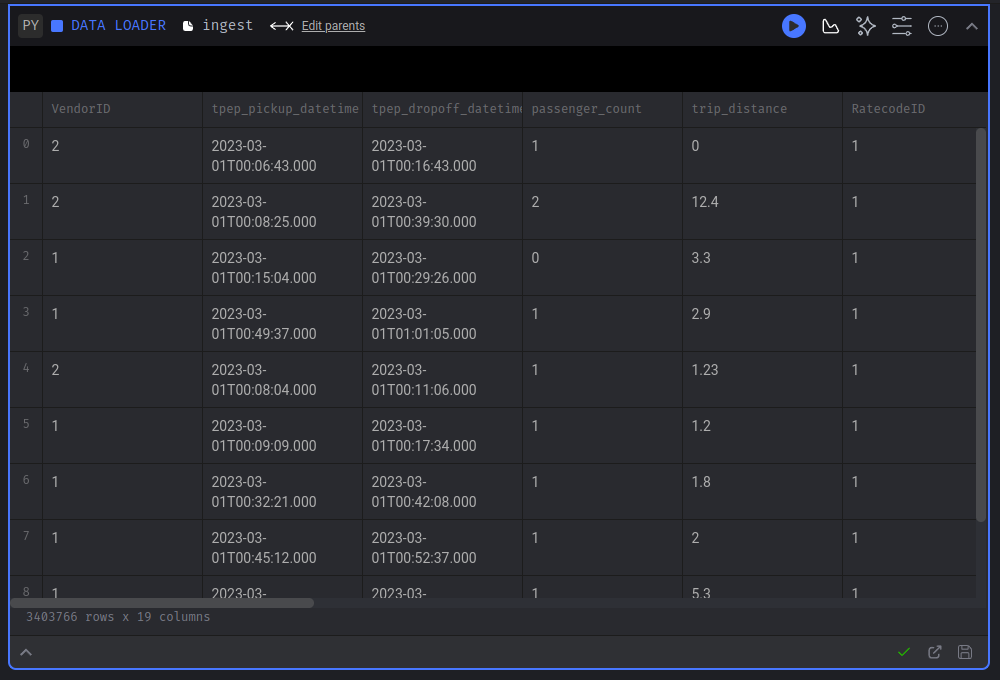 PY DATA LOADER ingest Edit parents
VendorID tpep_pickup_datetime tpep_dropoff_datetime passenger_count trip_distance RatecodeID
0 2 2023-03-01T00:06:43.000 2023-03-01T00:16:43.000 1 0 1
1 2 2023-03-01T00:08:25.000 2023-03-01T00:39:30.000 2 12.4 1
2 1 2023-03-01T00:15:04.000 2023-03-01T00:29:26.000 0 3.3 1
3 1 2023-03-01T00:49:37.000 2023-03-01T01:01:05.000 1 2.9 1
4 2 2023-03-01T00:08:04.000 2023-03-01T00:11:06.000 1 1.23 1
5 1 2023-03-01T00:09:09.000 2023-03-01T00:17:34.000 1 1.2 1
6 1 2023-03-01T00:32:21.000 2023-03-01T00:42:08.000 1 1.8 1
7 1 2023-03-01T00:45:12.000 2023-03-01T00:52:37.000 1 2 1
8 1 2023-03- 2023-03- 1 5.3 1
3403766 rows x 19 columns